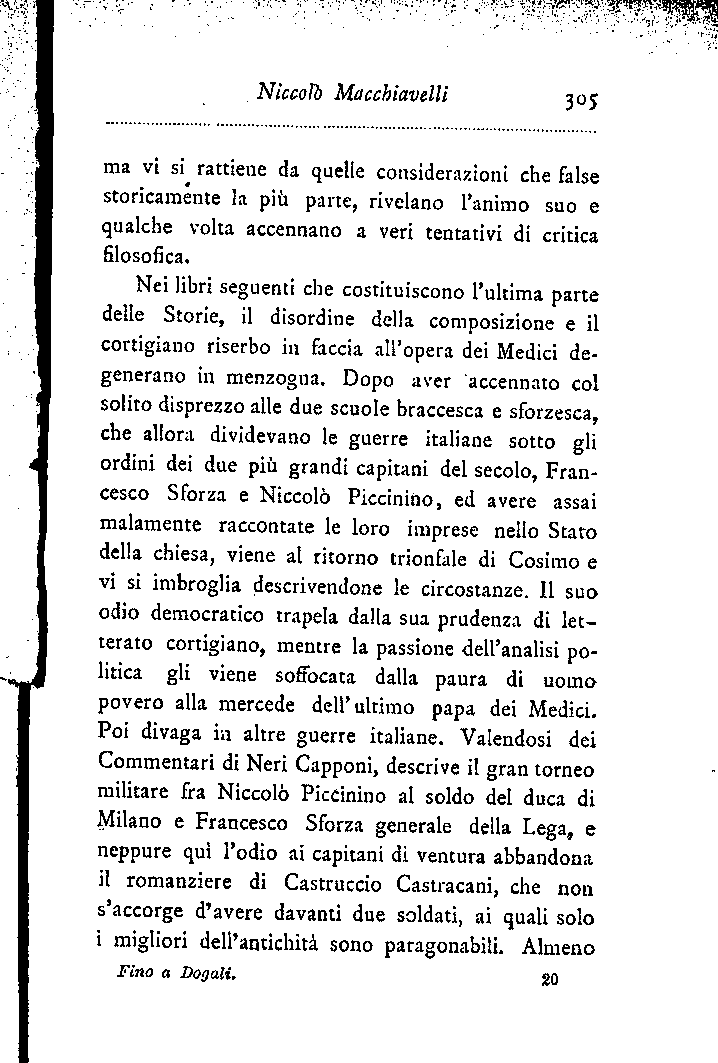 Niccolò Macchiavelli 305
ma vi si rattiene da quelle considerazioni che false
storicamente la più parte, rivelano l'animo suo e
qualche volta accennano a veri tentativi di critica
filosofica.
Nei libri seguenti che costituiscono l'ultima parte
delle Storie, il disordine della composizione e il
cortigiano riserbo in faccia all'opera dei Medici de-
generano in menzogna. Dopo aver accennato col
solito disprezzo alle due scuole braccesca e sforzesca,
che allora dividevano le guerre italiane sotto gli
ordini dei due più grandi capitani del secolo, Fran-
cesco Sforza e Niccolò Piccinino, ed avere assai
malamente raccontate le loro imprese nello Stato
della chiesa, viene al ritorno trionfale di Cosimo e
vi si imbroglia descrivendone le circostanze. Il suo
odio democratico trapela dalla sua prudenza di let-
terato cortigiano, mentre la passione dell'analisi po-
litica gli viene soffocata dalla paura di uomo
povero alla mercede dell'ultimo papa dei Medici.
Poi divaga in altre guerre italiane. Valendosi dei
Commentari di Neri Capponi, descrive il gran torneo
militare fra Niccolò Piccinino al soldo del duca di
Milano e Francesco Sforza generale della Lega, e
neppure quì l'odio ai capitani di ventura abbandona
il romanziere di Castruccio Castracani, che non
s'accorge d'avere davanti due soldati, ai quali solo
i migliori dell'antichità sono paragonabili. Almeno
Fino a Dogali. 20